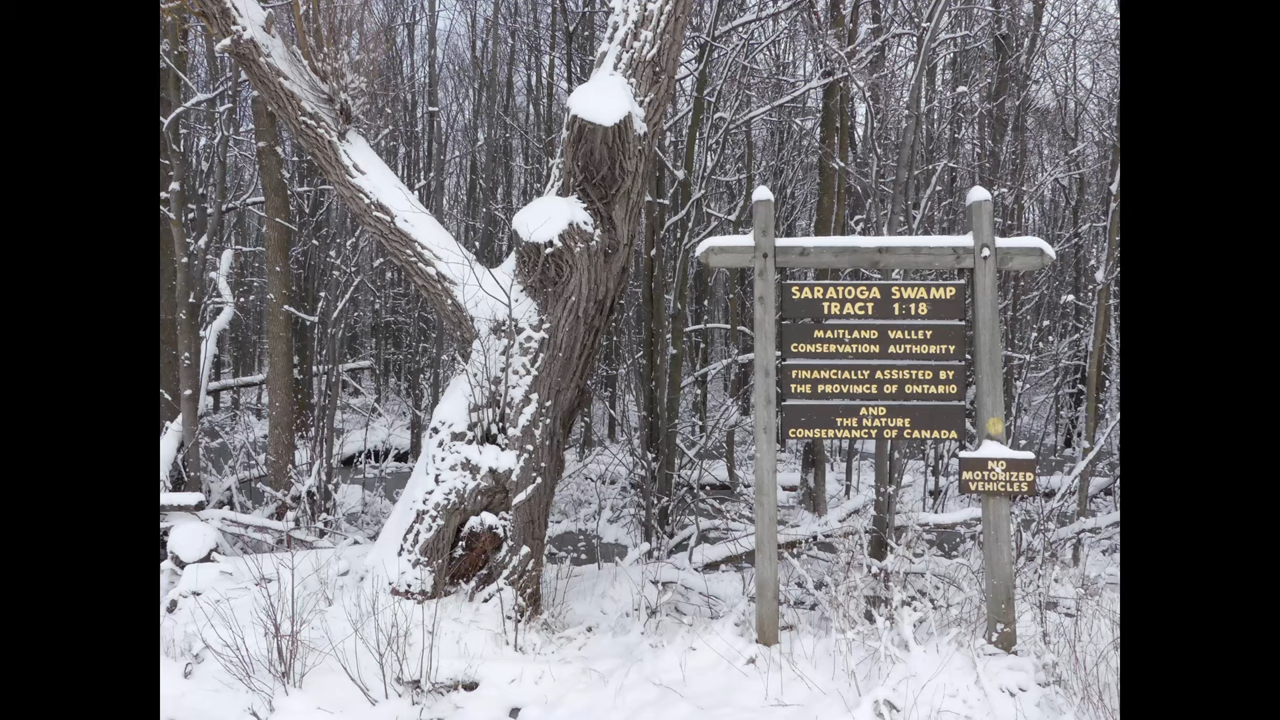 SARATOGA SWAMP
TRACT 1:18
MAITLAND VALLEY
CONSERVATION AUTHORITY
FINANCIALLY ASSISTED BY
THE PROVINCE OF ONTARIO
AND
THE NATURE
CONSERVANCY OF CANADA
NO
MOTORIZED
VEHICLES